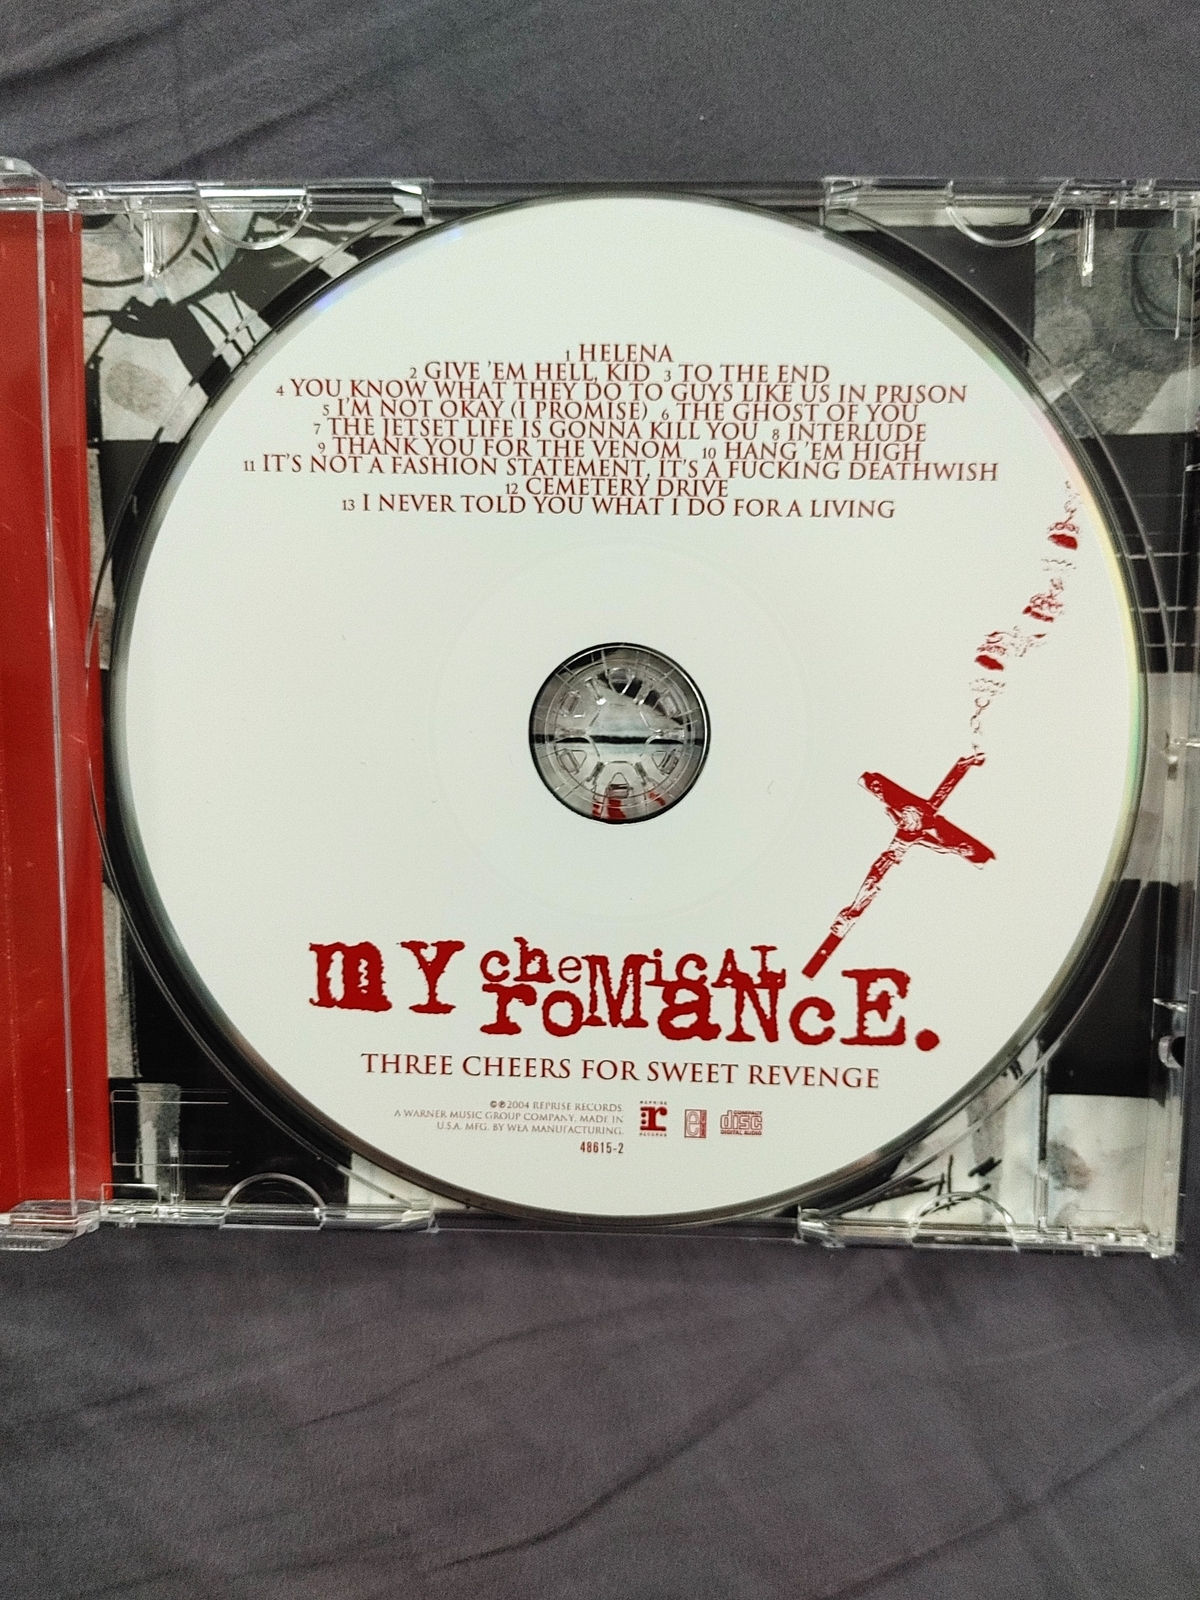 1 HELENA
2 GIVE 'EM HELL, KID 3 TO THE END
4 YOU KNOW WHAT THEY DO TO GUYS LIKE US IN PRISON
5 I'M NOT OKAY (I PROMISE) 6 THE GHOST OF YOU
7 THE JETSET LIFE IS GONNA KILL YOU 8 INTERLUDE
9 THANK YOU FOR THE VENOM 10 HANG 'EM HIGH
11 IT'S NOT A FASHION STATEMENT, IT'S A FUCKING DEATHWISH
12 CEMETERY DRIVE
13 I NEVER TOLD YOU WHAT I DO FOR A LIVING
mY cheMicAL
roMaNcE.
THREE CHEERS FOR SWEET REVENGE
©℗2004 REPRISE RECORDS.
A WARNER MUSIC GROUP COMPANY. MADE IN
U.S.A. MFG. BY WEA MANUFACTURING.
48615-2
REPRISE
r
RECORDS
COMPACT
disc
DIGITAL AUDIO